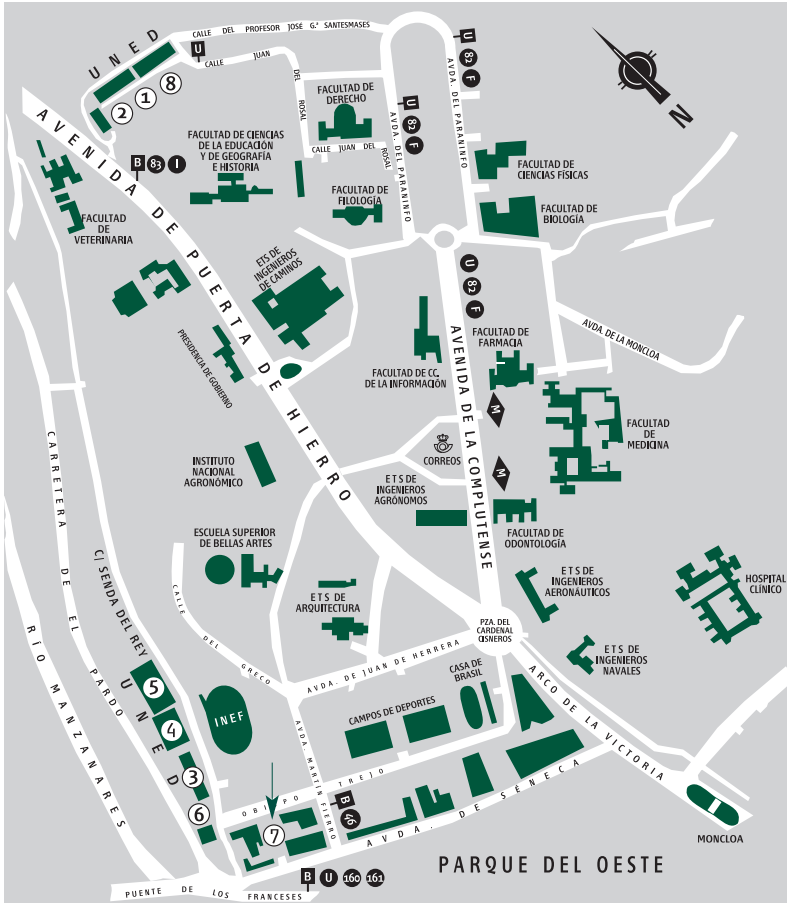 CALLE DEL PROFESOR JOSÉ G.ª SANTESMASES
UNED
U
CALLE JUAN
DEL ROSAL
8
1
2
U
82
F
AVDA. DEL PARANINFO
U
82
F
AVDA. DEL PARANINFO
N
FACULTAD DE
DERECHO
CALLE JUAN DEL
ROSAL
FACULTAD DE CIENCIAS
DE LA EDUCACIÓN
Y DE GEOGRAFÍA
E HISTORIA
B
83
I
AVENIDA DE PUERTA DE HIERRO
FACULTAD DE
CIENCIAS FÍSICAS
FACULTAD DE
FILOLOGÍA
FACULTAD DE
BIOLOGÍA
FACULTAD
DE
VETERINARIA
ETS DE
INGENIEROS
DE CAMINOS
U
82
F
AVENIDA DE LA COMPLUTENSE
AVDA. DE LA MONCLOA
PRESIDENCIA DE GOBIERNO
FACULTAD DE
FARMACIA
FACULTAD DE CC.
DE LA INFORMACIÓN
M
FACULTAD
DE
MEDICINA
CORREOS
M
INSTITUTO
NACIONAL
AGRONÓMICO
E T S DE
INGENIEROS
AGRÓNOMOS
FACULTAD DE
ODONTOLOGÍA
ESCUELA SUPERIOR
DE BELLAS ARTES
CARRETERA DE EL PARDO
C/ SENDA DEL REY
CALLE DEL GRECO
E T S DE
ARQUITECTURA
E T S DE
INGENIEROS
AERONÁUTICOS
HOSPITAL
CLÍNICO
PZA. DEL
CARDENAL
CISNEROS
RÍO MANZANARES
AVDA. DE JUAN DE HERRERA
E T S DE
INGENIEROS
NAVALES
CASA DE
BRASIL
ARCO DE LA VICTORIA
UNED
5
4
3
6
INEF
CAMPOS DE DEPORTES
AVDA. MARTÍN FIERRO
OBISPO TREJO
B
46
7
AVDA. DE SÉNECA
MONCLOA
PARQUE DEL OESTE
B
U
160
161
PUENTE DE LOS FRANCESES